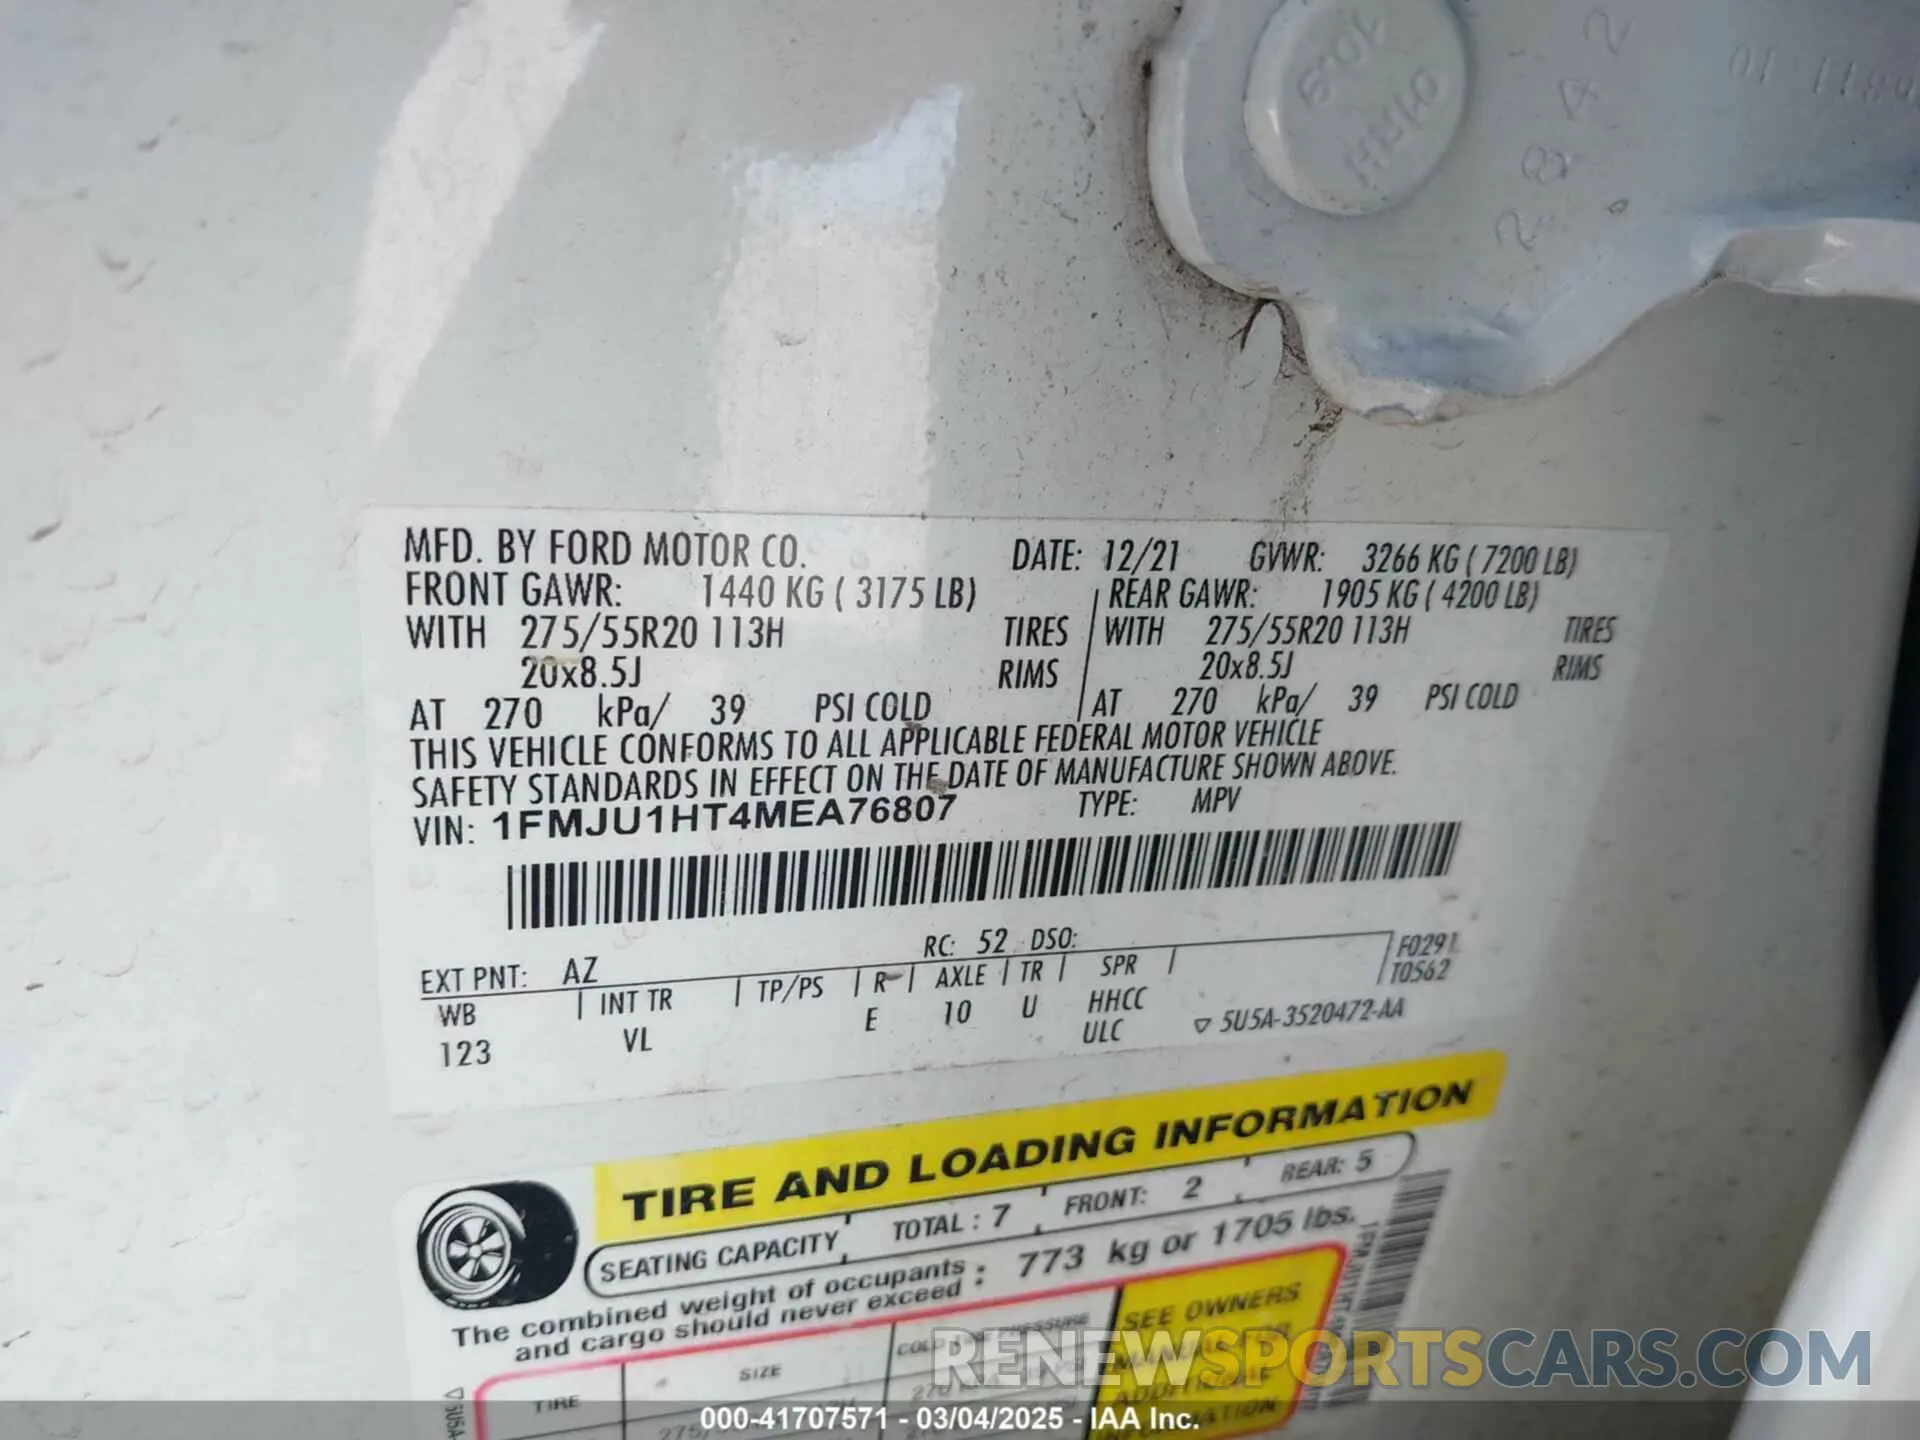 10.9
2842
MFD. BY FORD MOTOR CO. DATE: 12/21 GVWR: 3266 KG ( 7200 LB)
FRONT GAWR: 1440 KG ( 3175 LB) REAR GAWR: 1905 KG ( 4200 LB)
WITH 275/55R20 113H TIRES WITH 275/55R20 113H TIRES
20x8.5J RIMS 20x8.5J RIMS
AT 270 kPa/ 39 PSI COLD AT 270 kPa/ 39 PSI COLD
THIS VEHICLE CONFORMS TO ALL APPLICABLE FEDERAL MOTOR VEHICLE
SAFETY STANDARDS IN EFFECT ON THE DATE OF MANUFACTURE SHOWN ABOVE.
VIN: 1FMJU1HT4MEA76807 TYPE: MPV
EXT PNT: AZ RC: 52 DSO: F0291
T0562
WB INT TR TP/PS R AXLE TR SPR
123 VL E 10 U HHCC
ULC ▽ 5U5A-3520472-AA
TIRE AND LOADING INFORMATION
SEATING CAPACITY TOTAL : 7 FRONT: 2 REAR: 5
The combined weight of occupants
and cargo should never exceed : 773 kg or 1705 lbs.
TIRE SIZE SEE OWNERS
RENEWSPORTSCARS.COM
000-41707571 - 03/04/2025 - IAA Inc.